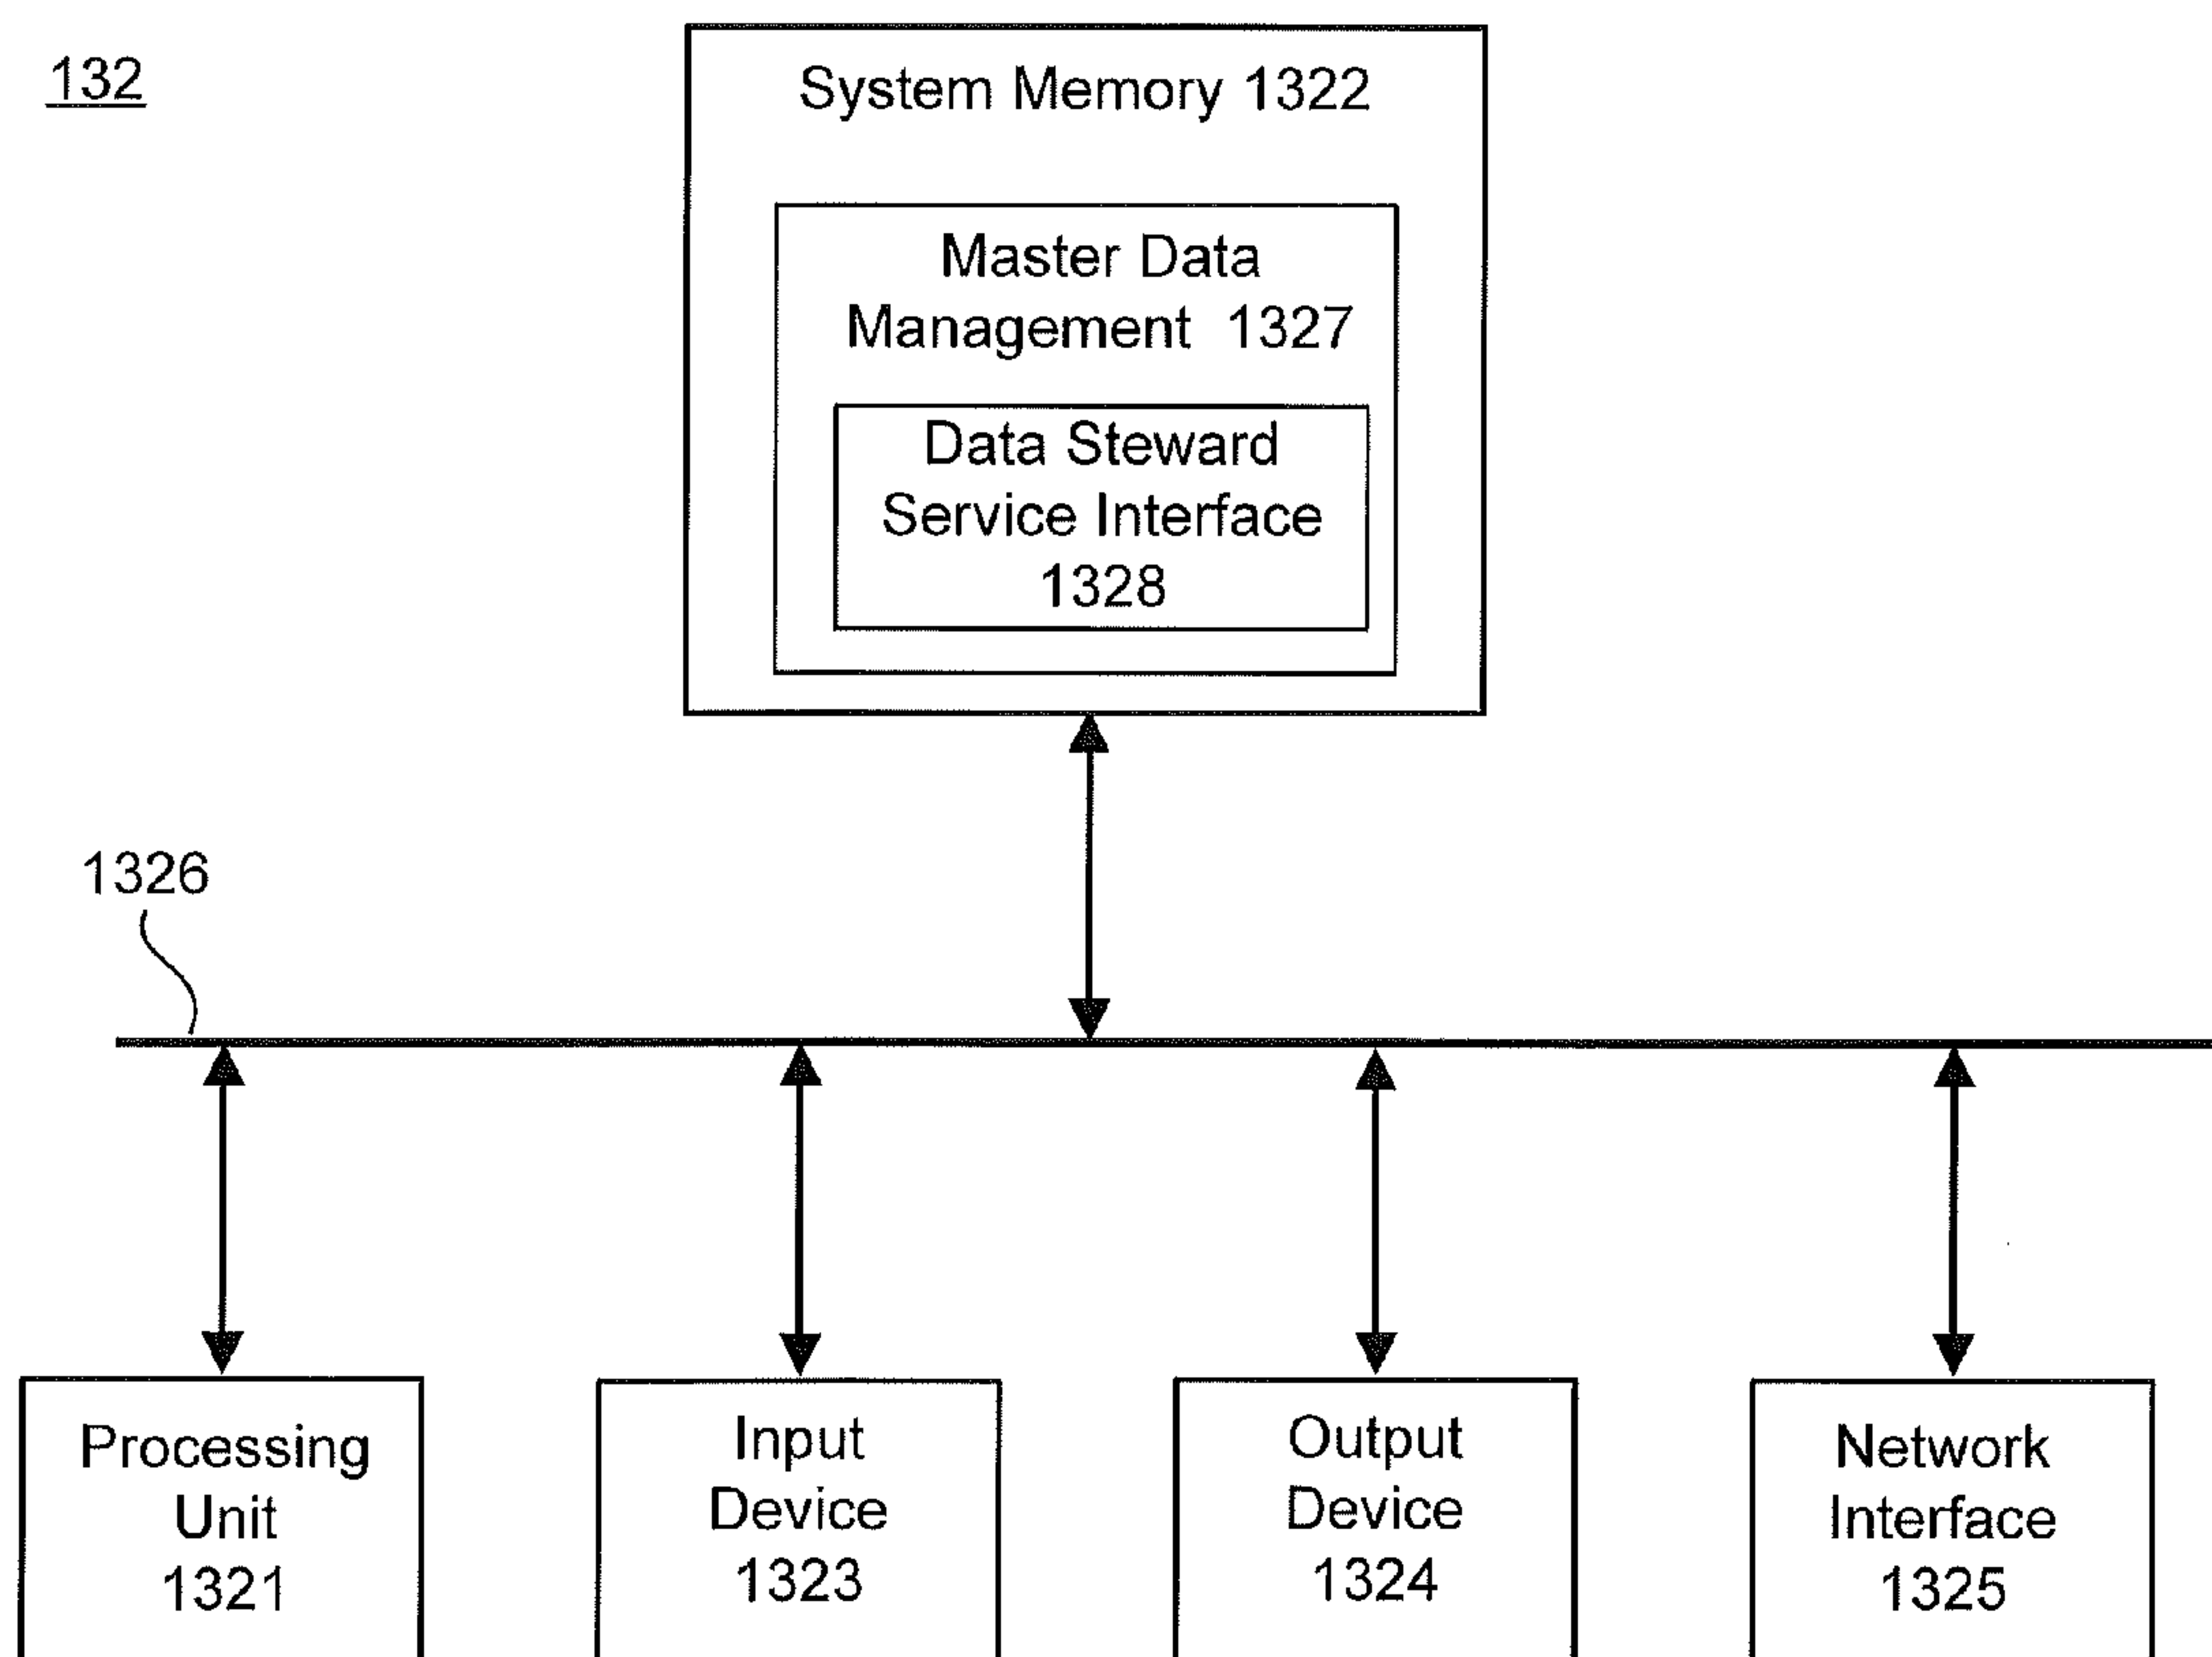 132
System Memory 1322
Master Data
Management 1327
Data Steward
Service Interface
1328
1326
Processing
Unit
1321
Input
Device
1323
Output
Device
1324
Network
Interface
1325